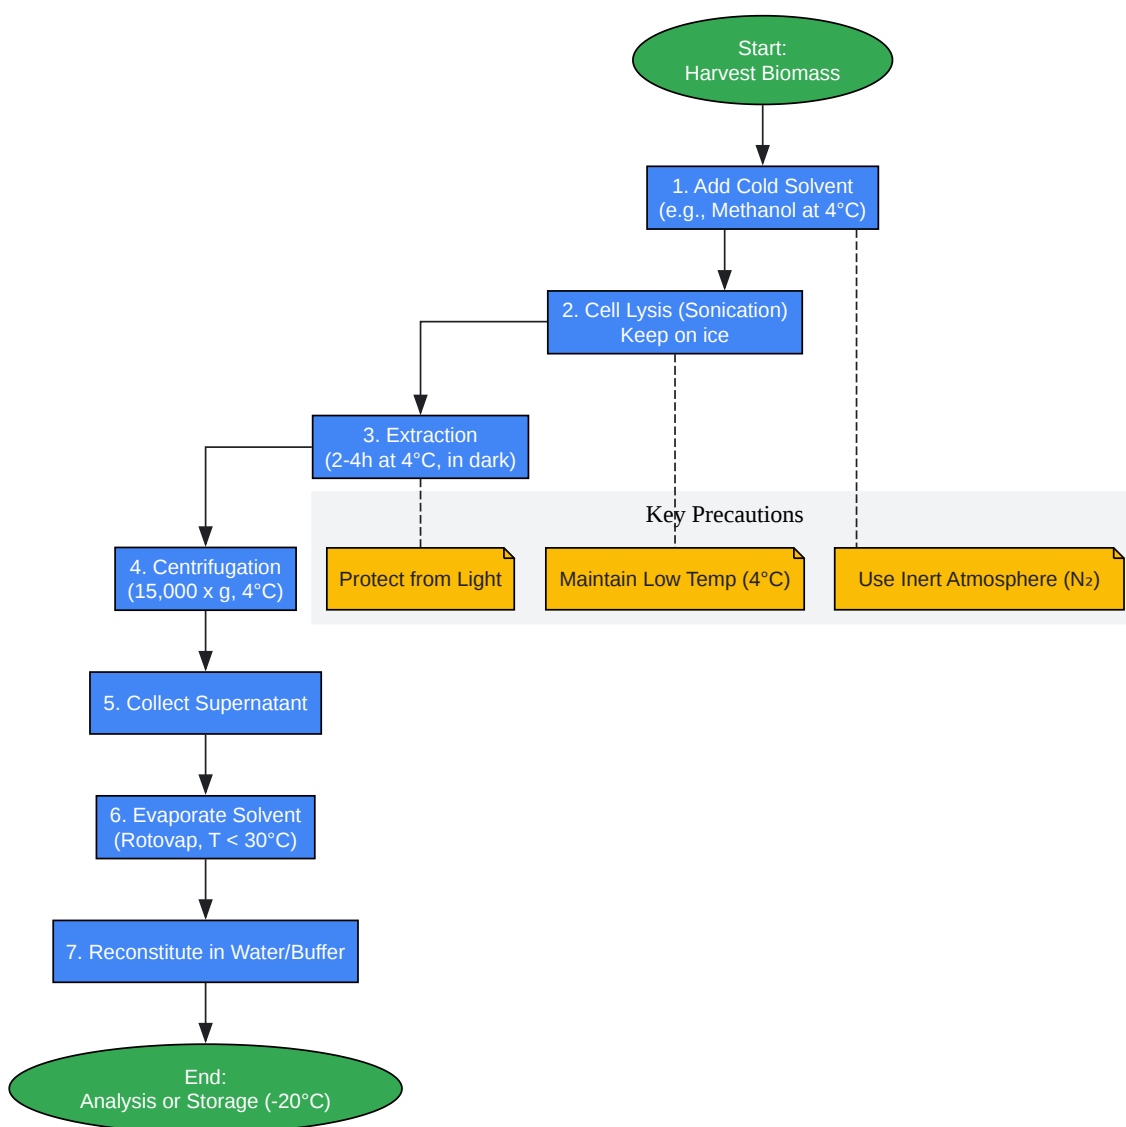 Start:
Harvest Biomass
1. Add Cold Solvent
(e.g., Methanol at 4°C)
2. Cell Lysis (Sonication)
Keep on ice
3. Extraction
(2-4h at 4°C, in dark)
Key Precautions
4. Centrifugation
(15,000 x g, 4°C)
Protect from Light
Maintain Low Temp (4°C)
Use Inert Atmosphere (N₂)
5. Collect Supernatant
6. Evaporate Solvent
(Rotovap, T < 30°C)
7. Reconstitute in Water/Buffer
End:
Analysis or Storage (-20°C)